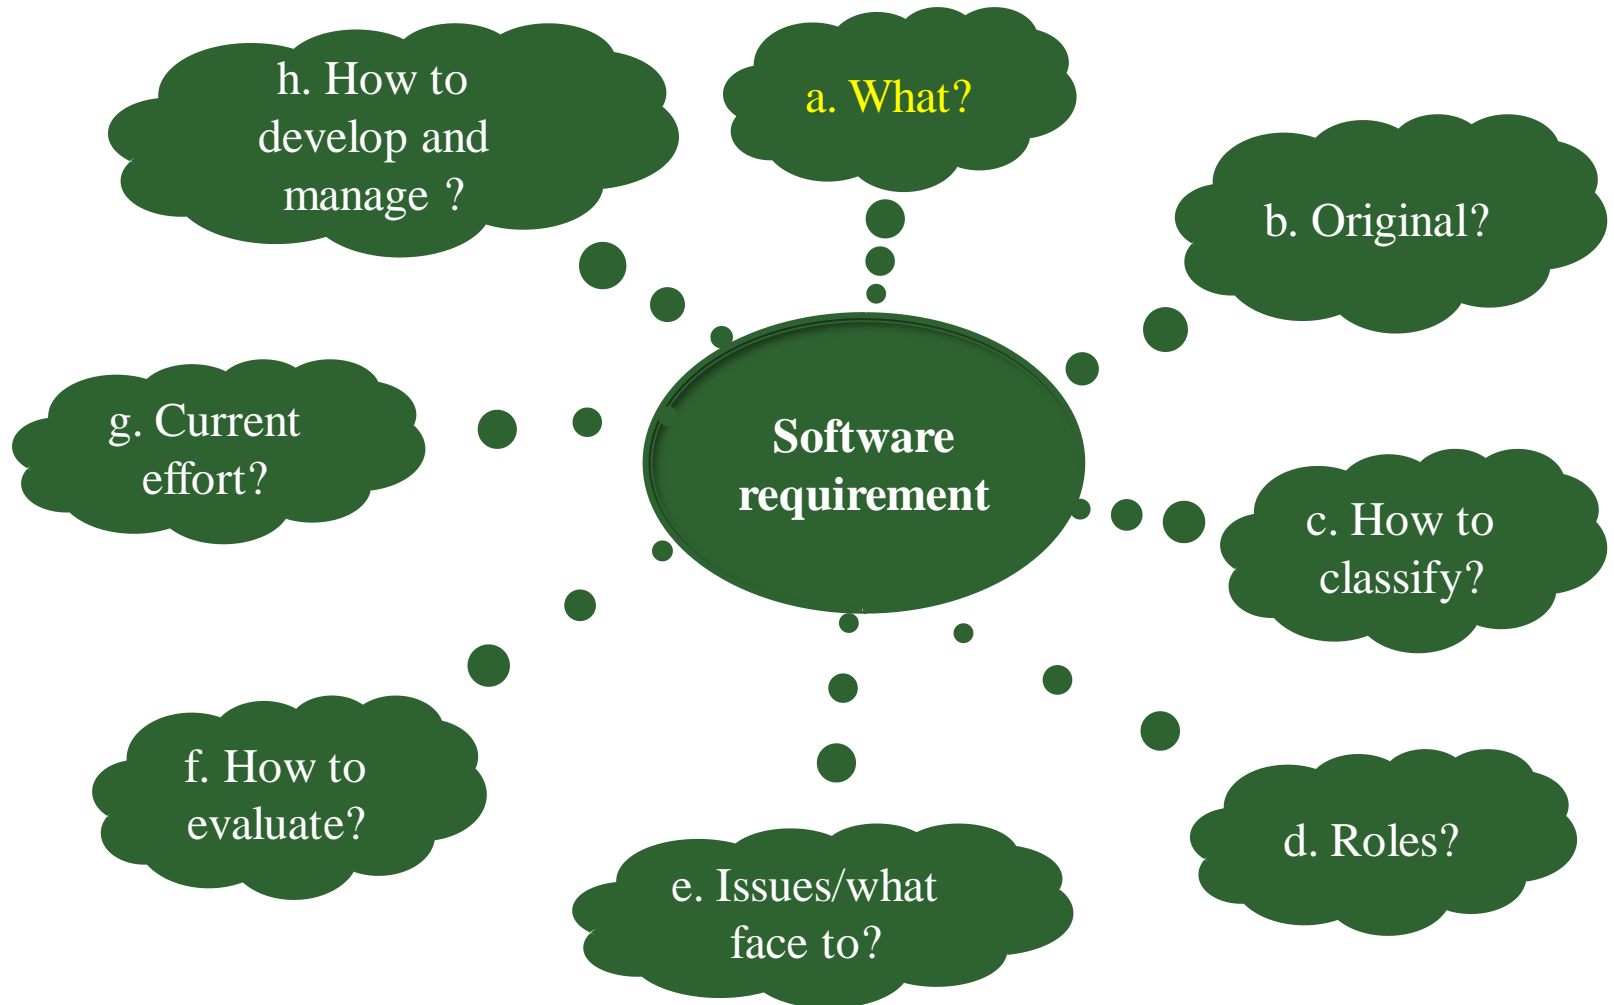 h. How to
develop and
manage ?
a. What?
b. Original?
g. Current
effort?
Software
requirement
c. How to
classify?
f. How to
evaluate?
e. Issues/what
face to?
d. Roles?